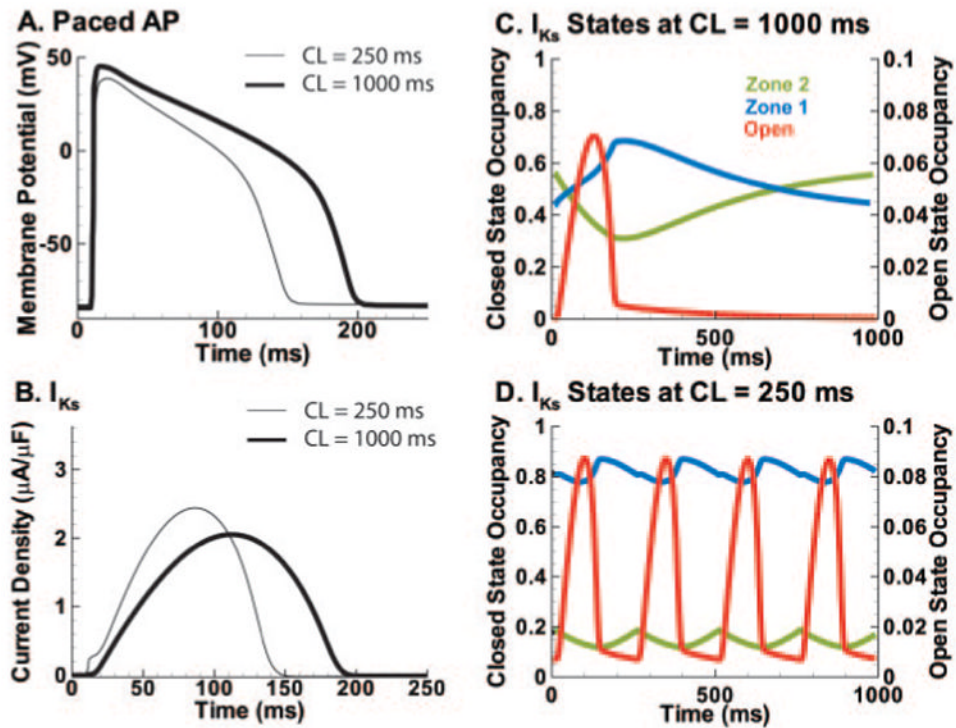 A. Paced AP
CL = 250 ms
CL = 1000 ms
Membrane Potential (mV)
50
0
-50
0
100
200
Time (ms)
B. IKs
CL = 250 ms
CL = 1000 ms
Current Density (μA/μF)
3
2
1
0
0
50
100
150
200
250
Time (ms)
C. IKs States at CL = 1000 ms
Zone 2
Zone 1
Open
Closed State Occupancy
1
0.8
0.6
0.4
0.2
0
Open State Occupancy
0.1
0.08
0.06
0.04
0.02
0
0
500
1000
Time (ms)
D. IKs States at CL = 250 ms
Closed State Occupancy
1
0.8
0.6
0.4
0.2
0
Open State Occupancy
0.1
0.08
0.06
0.04
0.02
0
0
500
1000
Time (ms)